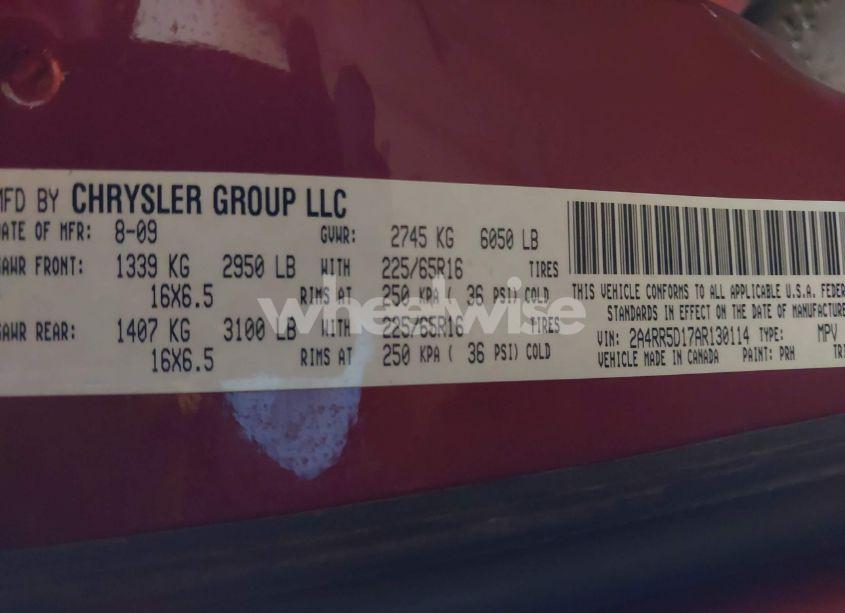 MFD BY CHRYSLER GROUP LLC
DATE OF MFR: 8-09 GVWR: 2745 KG 6050 LB
GAWR FRONT: 1339 KG 2950 LB WITH 225/65R16 TIRES
16X6.5 RIMS AT 250 KPA ( 36 PSI) COLD
GAWR REAR: 1407 KG 3100 LB WITH 225/65R16 TIRES
16X6.5 RIMS AT 250 KPA ( 36 PSI) COLD
THIS VEHICLE CONFORMS TO ALL APPLICABLE U.S.A. FEDER
STANDARDS IN EFFECT ON THE DATE OF MANUFACTURE
VIN: 2A4RR5D17AR130114 TYPE: MPV
VEHICLE MADE IN CANADA PAINT: PRH TRI
wheelwise